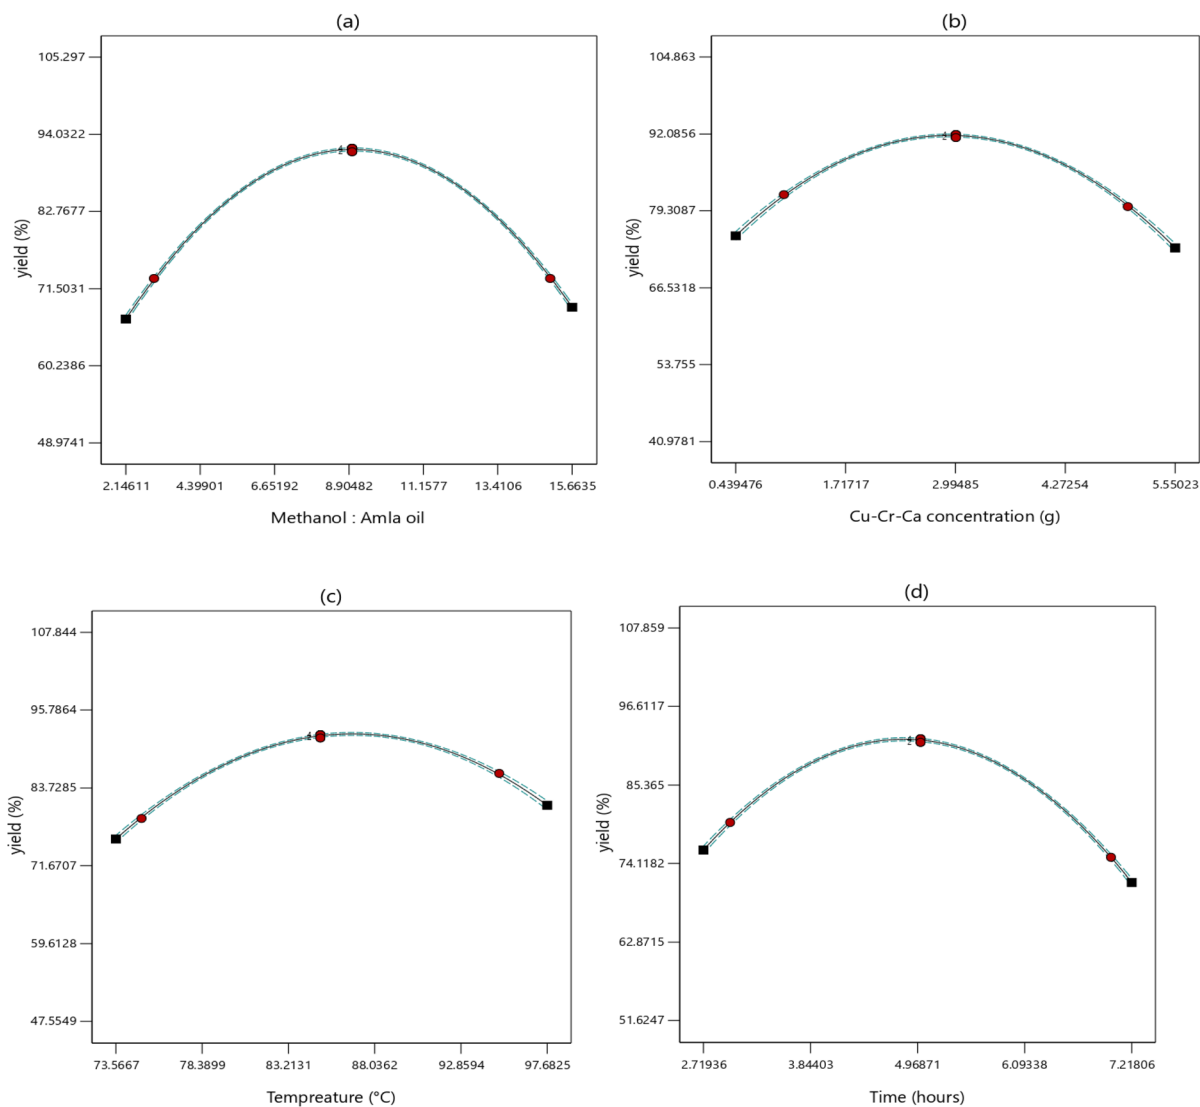 (a)
105.297
94.0322
82.7677
71.5031
60.2386
48.9741
yield (%)
2.14611 4.39901 6.65192 8.90482 11.1577 13.4106 15.6635
Methanol : Amla oil
(b)
104.863
92.0856
79.3087
66.5318
53.755
40.9781
yield (%)
0.439476 1.71717 2.99485 4.27254 5.55023
Cu-Cr-Ca concentration (g)
(c)
107.844
95.7864
83.7285
71.6707
59.6128
47.5549
yield (%)
73.5667 78.3899 83.2131 88.0362 92.8594 97.6825
Tempreature (°C)
(d)
107.859
96.6117
85.365
74.1182
62.8715
51.6247
yield (%)
2.71936 3.84403 4.96871 6.09338 7.21806
Time (hours)